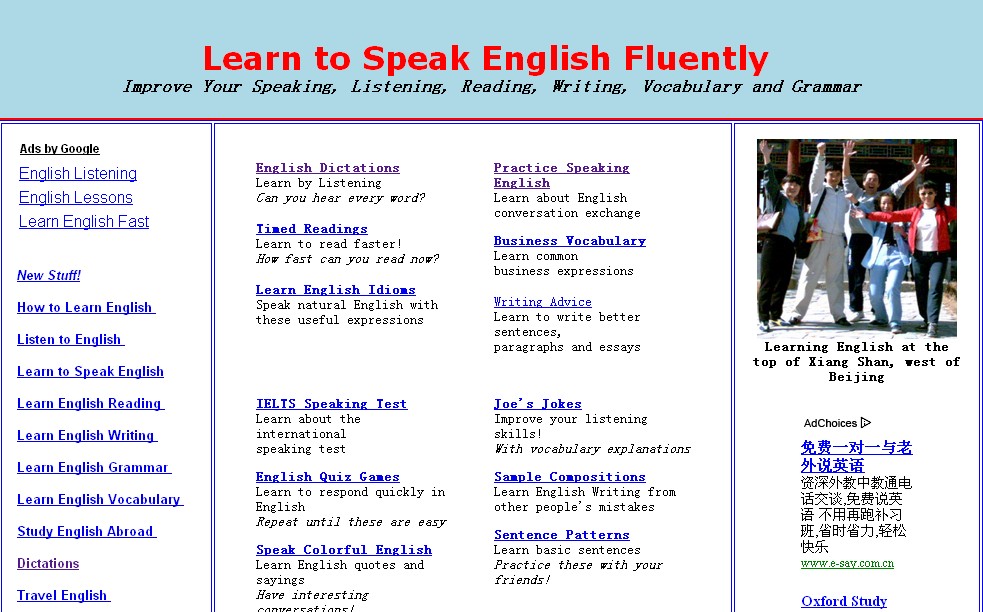 Learn to Speak English Fluently
Improve Your Speaking, Listening, Reading, Writing, Vocabulary and Grammar
Ads by Google
English Listening
English Lessons
Learn English Fast
New Stuff!
How to Learn English
Listen to English
Learn to Speak English
Learn English Reading
Learn English Writing
Learn English Grammar
Learn English Vocabulary
Study English Abroad
Dictations
Travel English
English Dictations
Learn by Listening
Can you hear every word?
Timed Readings
Learn to read faster!
How fast can you read now?
Learn English Idioms
Speak natural English with
these useful expressions
Practice Speaking
English
Learn about English
conversation exchange
Business Vocabulary
Learn common
business expressions
Writing Advice
Learn to write better
sentences,
paragraphs and essays
IELTS Speaking Test
Learn about the
international
speaking test
English Quiz Games
Learn to respond quickly in
English
Repeat until these are easy
Speak Colorful English
Learn English quotes and
sayings
Have interesting
conversations!
Joe's Jokes
Improve your listening
skills!
With vocabulary explanations
Sample Compositions
Learn English Writing from
other people's mistakes
Sentence Patterns
Learn basic sentences
Practice these with your
friends!
Learning English at the
top of Xiang Shan, west of
Beijing
AdChoices
免费一对一与老
外说英语
资深外教中教通电
话交谈,免费说英
语 不用再跑补习
班,省时省力,轻松
快乐
www.e-say.com.cn
Oxford Study